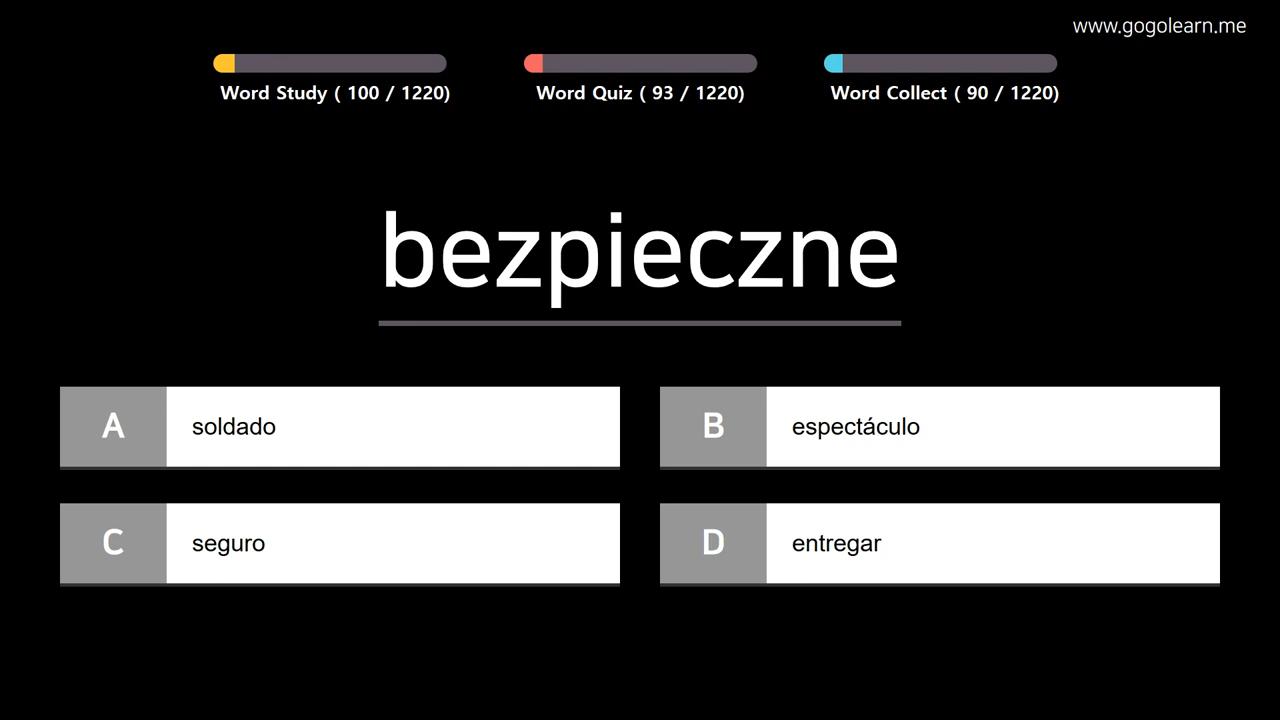 www.gogolearn.me
Word Study ( 100 / 1220)
Word Quiz ( 93 / 1220)
Word Collect ( 90 / 1220)
bezpieczne
A soldado
B espectáculo
C seguro
D entregar